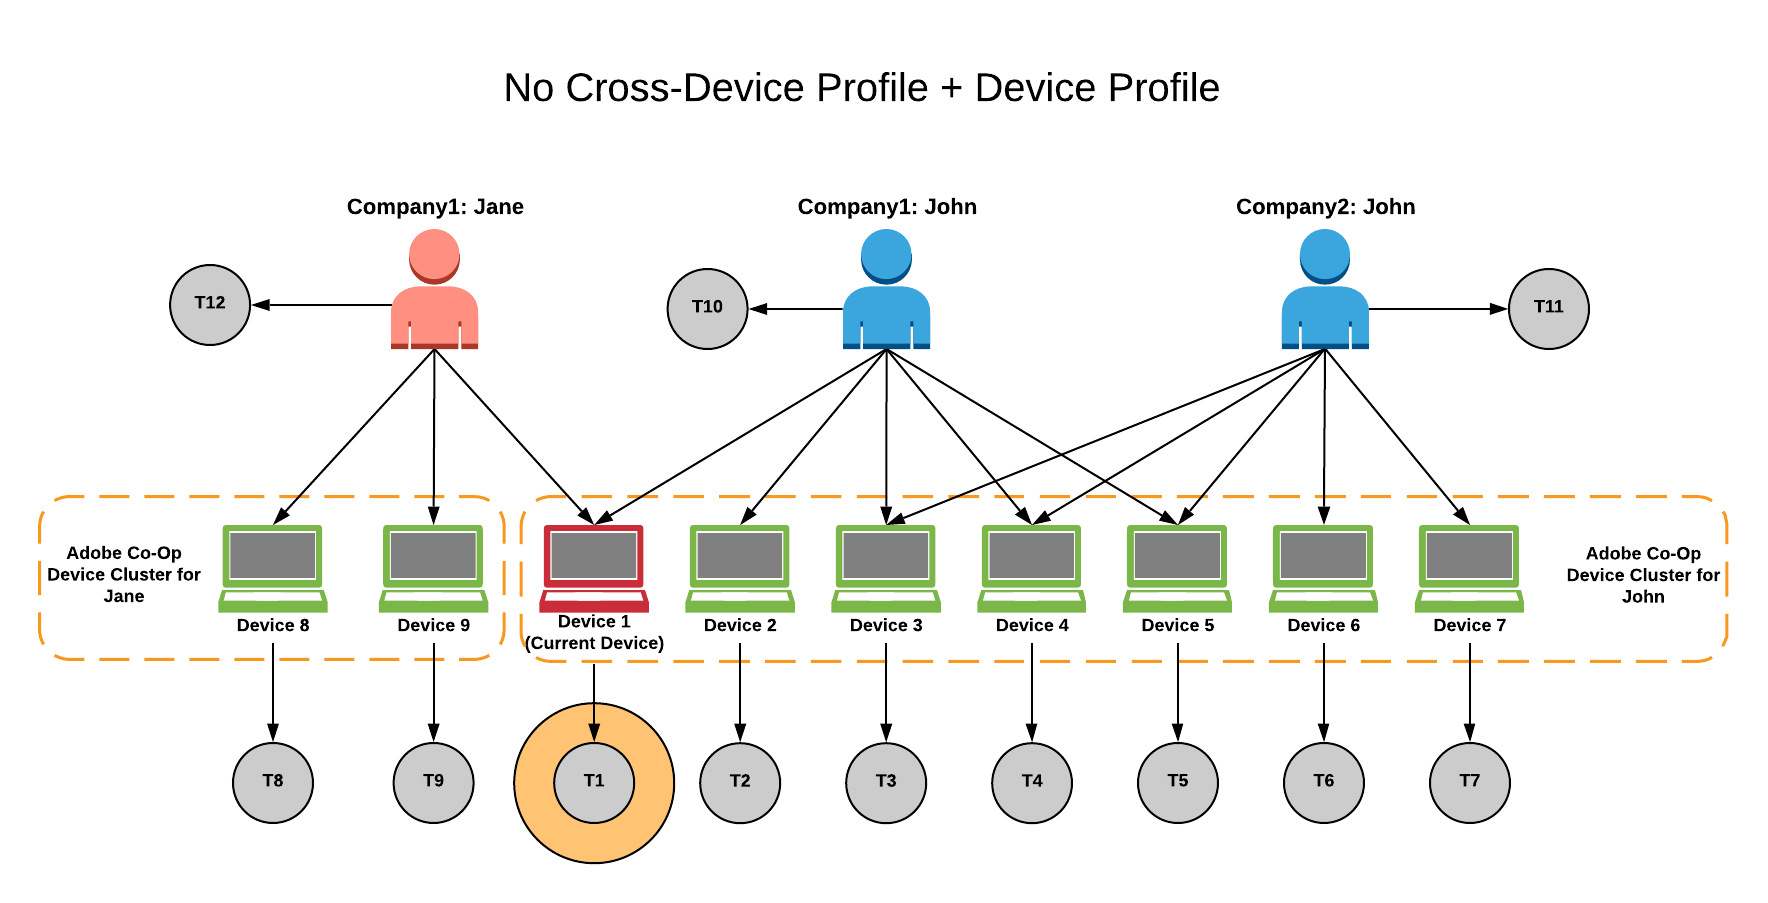 No Cross-Device Profile + Device Profile
Company1: Jane
Company1: John
Company2: John
T12
T10
T11
Adobe Co-Op
Device Cluster for
Jane
Adobe Co-Op
Device Cluster for
John
Device 8
Device 9
Device 1
(Current Device)
Device 2
Device 3
Device 4
Device 5
Device 6
Device 7
T8
T9
T1
T2
T3
T4
T5
T6
T7